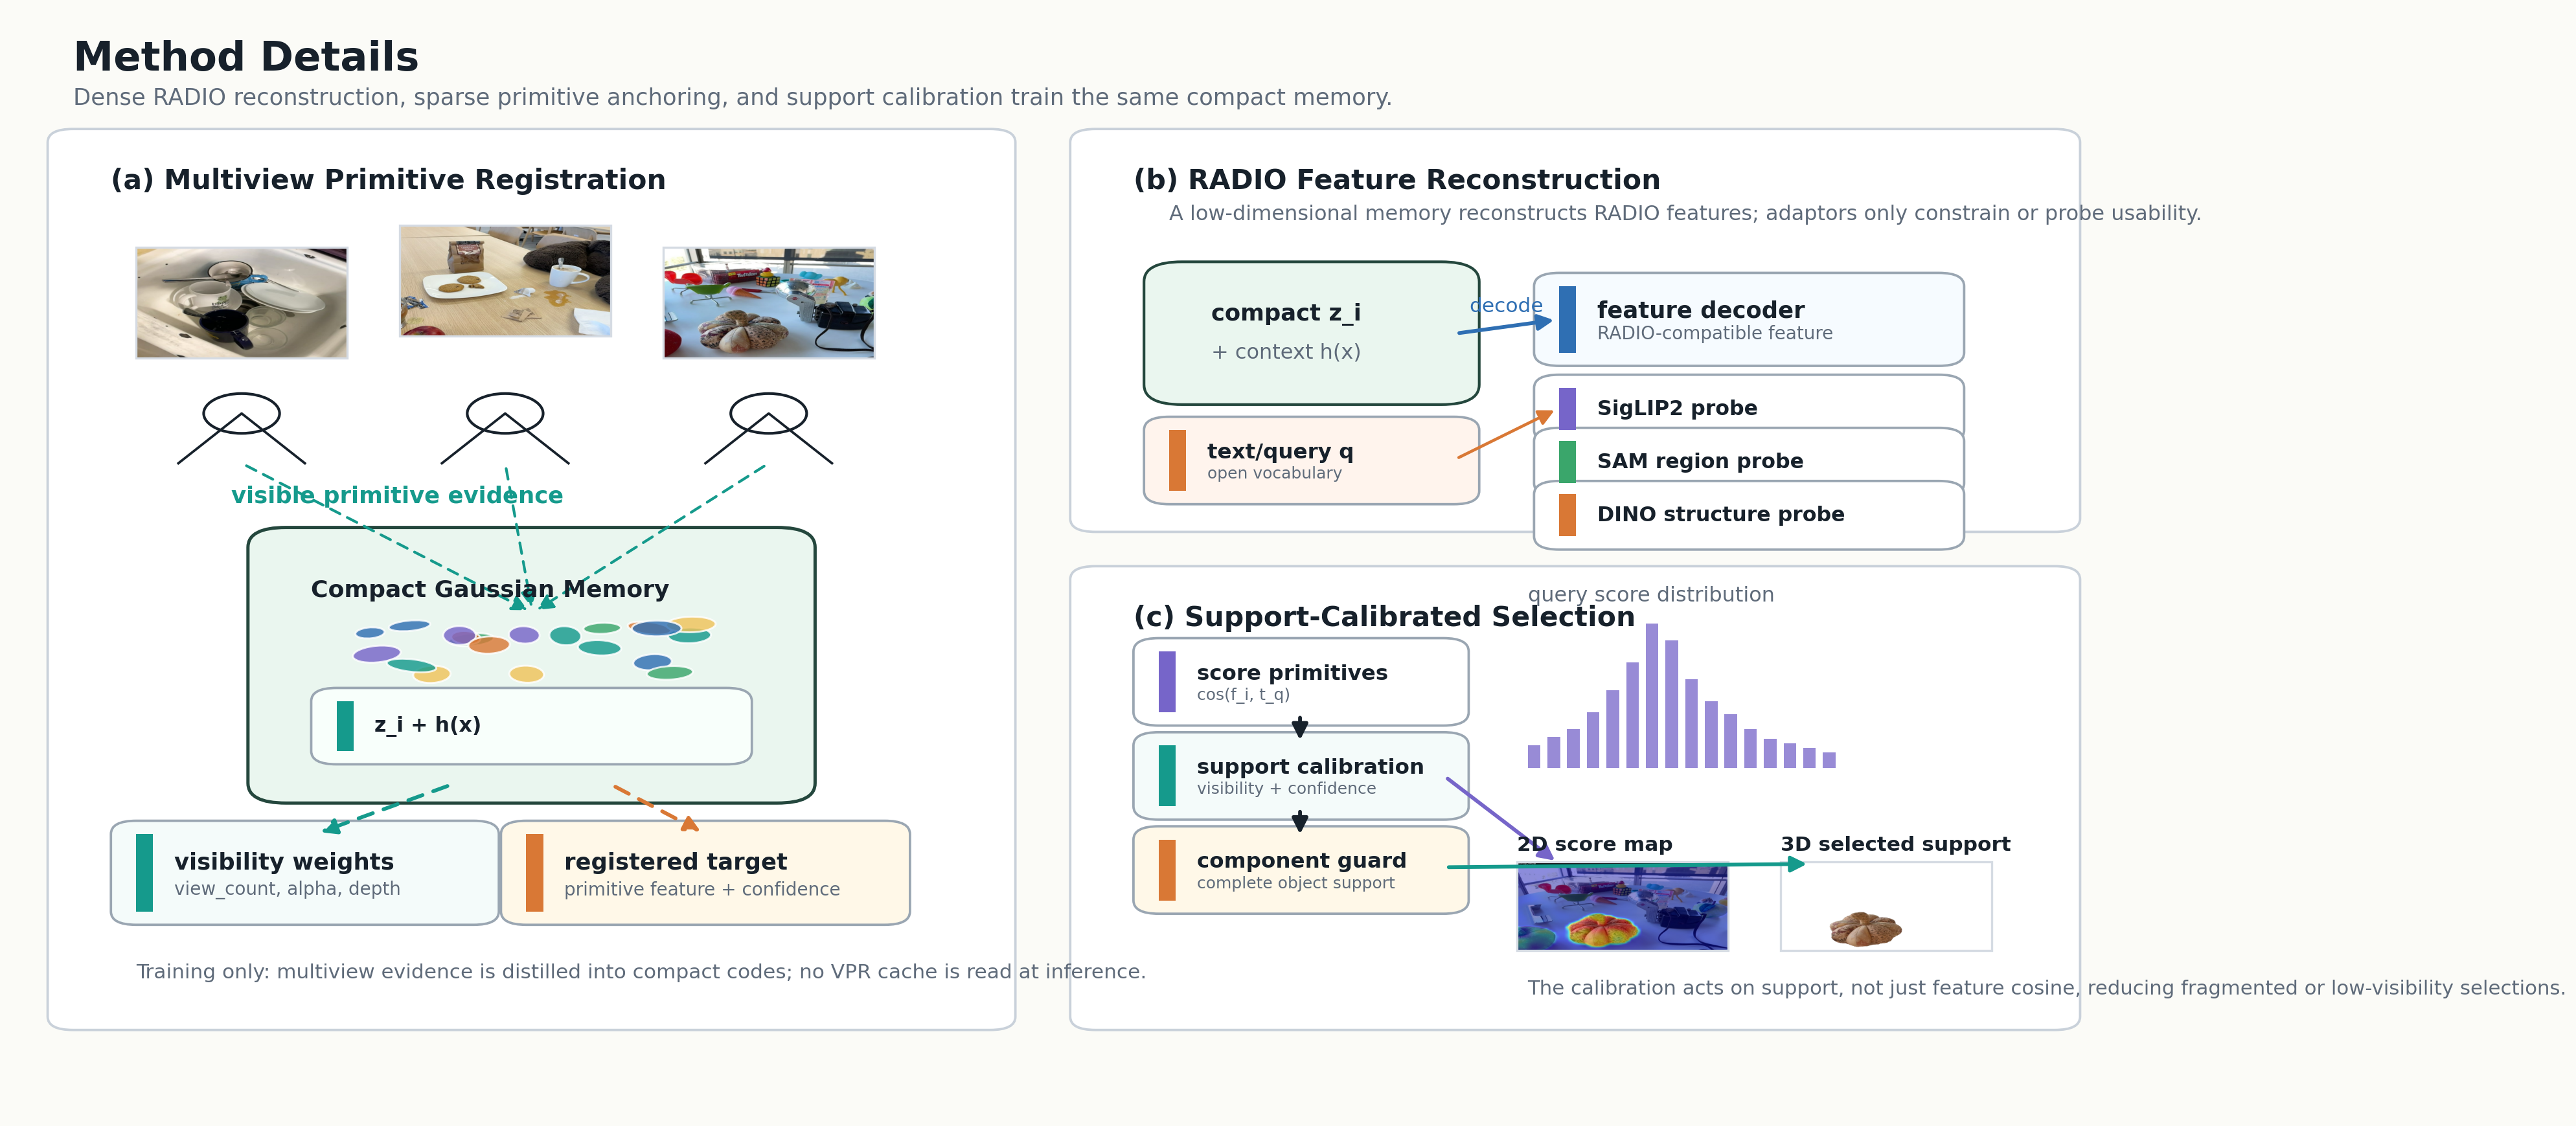 Method Details
Dense RADIO reconstruction, sparse primitive anchoring, and support calibration train the same compact memory.
(a) Multiview Primitive Registration
visible primitive evidence
Compact Gaussian Memory
z_i + h(x)
visibility weights
view_count, alpha, depth
registered target
primitive feature + confidence
Training only: multiview evidence is distilled into compact codes; no VPR cache is read at inference.
(b) RADIO Feature Reconstruction
A low-dimensional memory reconstructs RADIO features; adaptors only constrain or probe usability.
compact z_i
+ context h(x)
decode
feature decoder
RADIO-compatible feature
text/query q
open vocabulary
SigLIP2 probe
SAM region probe
DINO structure probe
(c) Support-Calibrated Selection
query score distribution
score primitives
cos(f_i, t_q)
support calibration
visibility + confidence
component guard
complete object support
2D score map
3D selected support
The calibration acts on support, not just feature cosine, reducing fragmented or low-visibility selections.